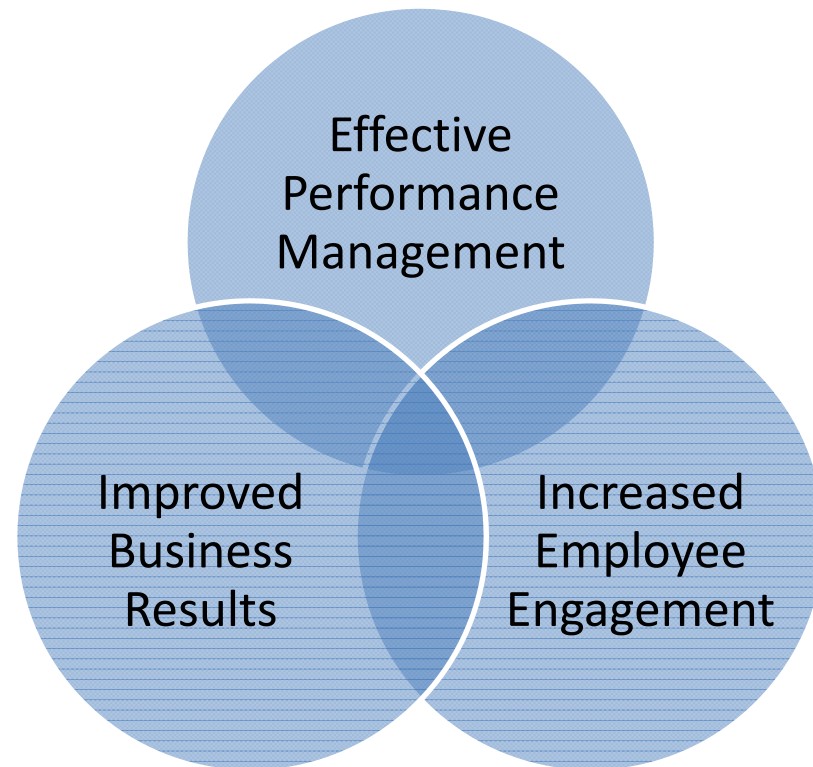 Effective
Performance
Management
Improved
Business
Results
Increased
Employee
Engagement